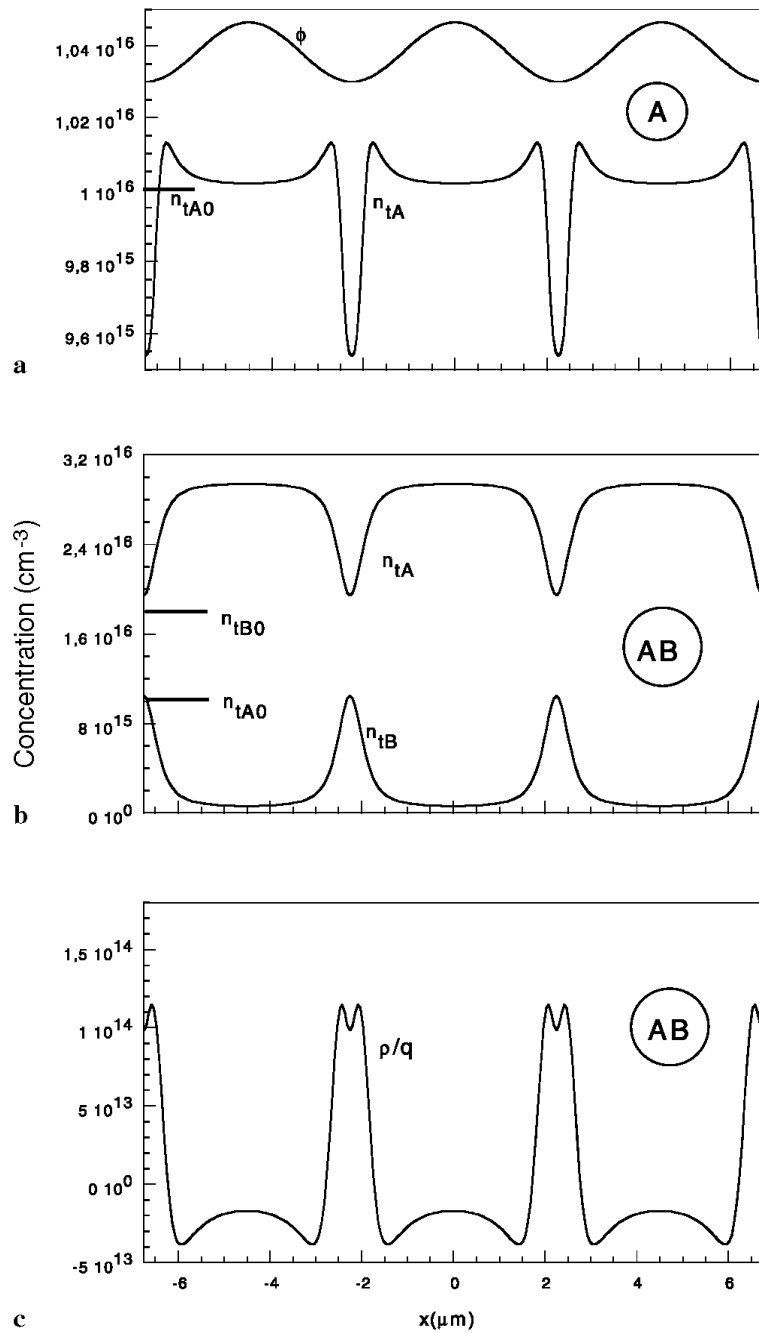 1,04 10^16
ϕ
1,02 10^16
A
1 10^16
n_tA0
n_tA
9,8 10^15
9,6 10^15
a
Concentration (cm^-3)
3,2 10^16
2,4 10^16
n_tA
n_tB0
1,6 10^16
AB
n_tA0
8 10^15
n_tB
0 10^0
b
1,5 10^14
1 10^14
AB
ρ/q
5 10^13
0 10^0
-5 10^13
-6 -4 -2 0 2 4 6
c
x(μm)